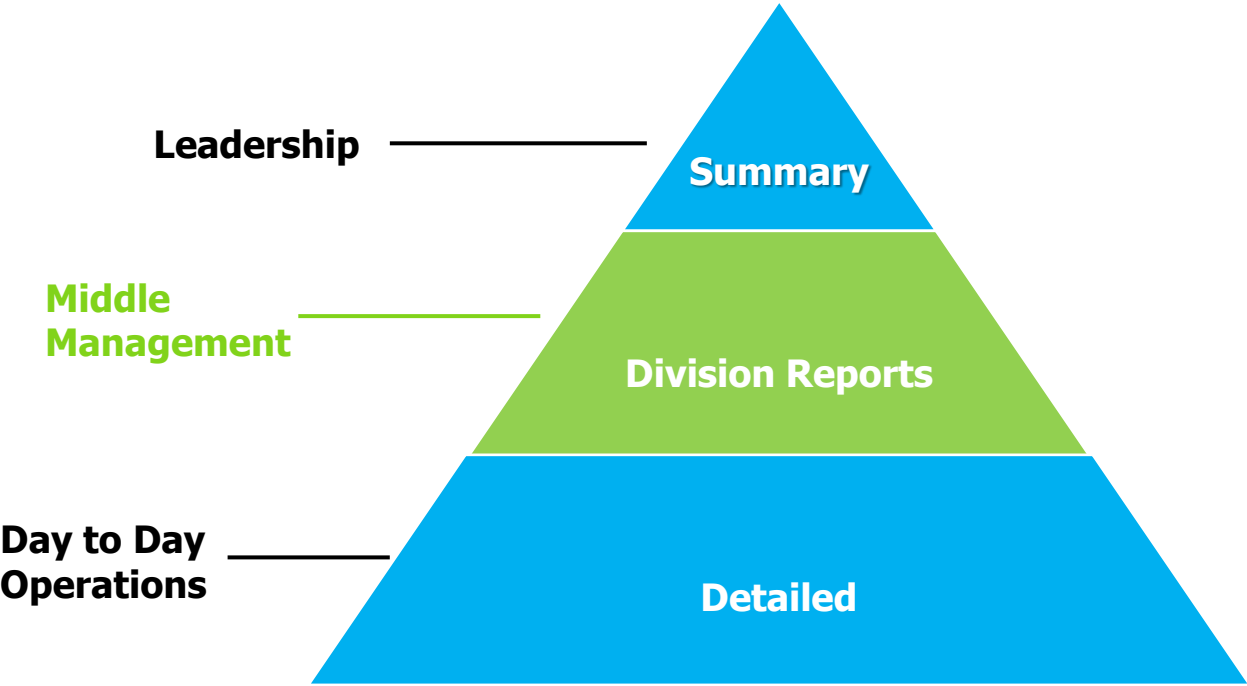 Leadership
Summary
Middle
Management
Division Reports
Day to Day
Operations
Detailed